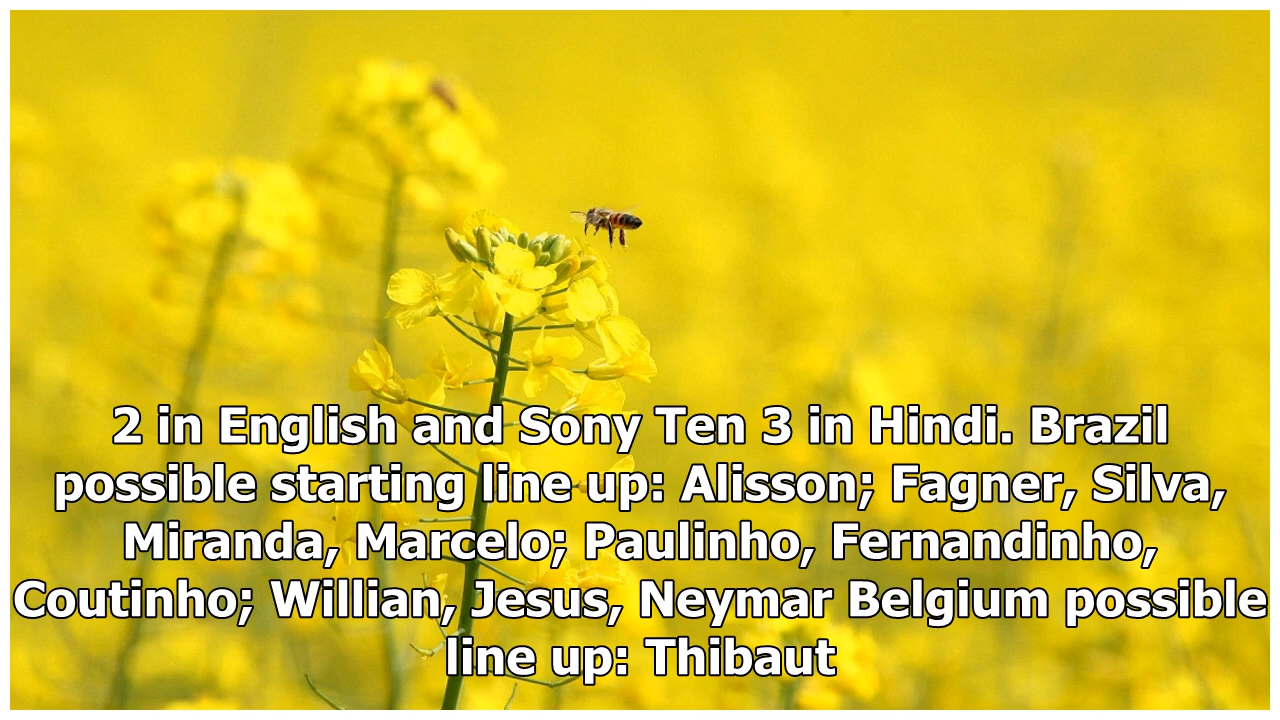 2 in English and Sony Ten 3 in Hindi. Brazil
possible starting line up: Alisson; Fagner, Silva,
Miranda, Marcelo; Paulinho, Fernandinho,
Coutinho; Willian, Jesus, Neymar Belgium possible
line up: Thibaut